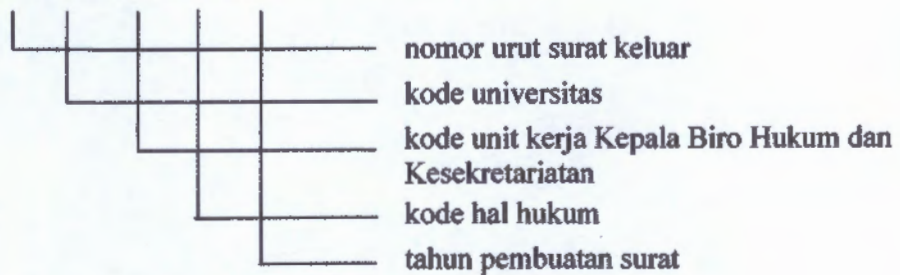 nomor urut surat keluar
kode universitas
kode unit kerja Kepala Biro Hukum dan
Kesekretariatan
kode hal hukum
tahun pembuatan surat